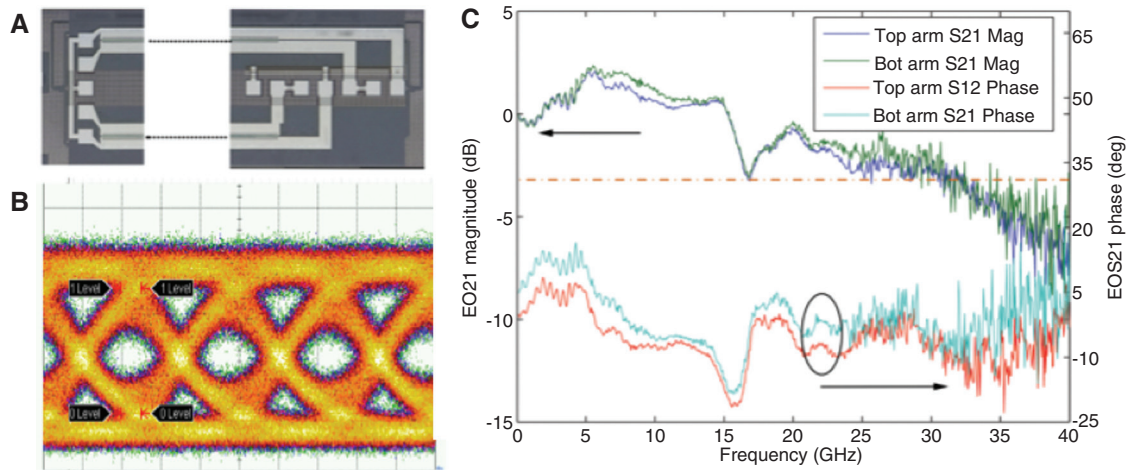 A
B
1 Level
1 Level
0 Level
0 Level
C
EO21 magnitude (dB)
5
0
-5
-10
-15
Top arm S21 Mag
Bot arm S21 Mag
Top arm S12 Phase
Bot arm S21 Phase
65
50
35
20
5
-10
-25
EOS21 phase (deg)
0
5
10
15
20
25
30
35
40
Frequency (GHz)